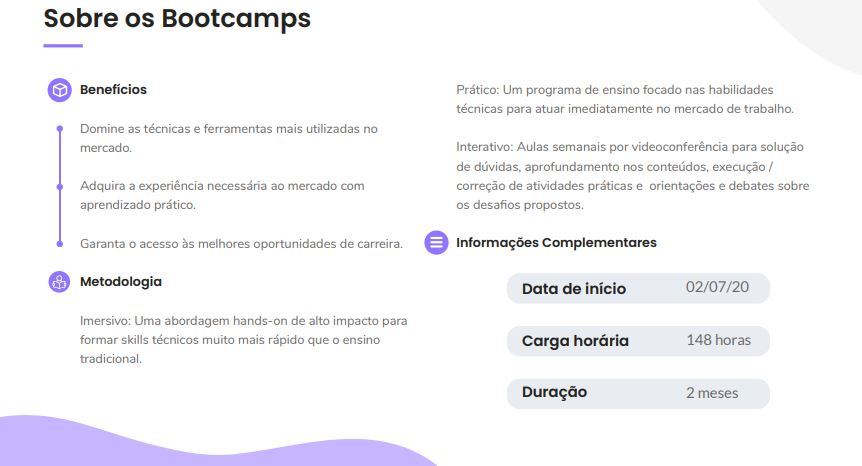 Sobre os Bootcamps
Benefícios
Domine as técnicas e ferramentas mais utilizadas no
mercado.
Adquira a experiência necessária ao mercado com
aprendizado prático.
Garanta o acesso às melhores oportunidades de carreira.
Metodologia
Imersivo: Uma abordagem hands-on de alto impacto para
formar skills técnicos muito mais rápido que o ensino
tradicional.
Prático: Um programa de ensino focado nas habilidades
técnicas para atuar imediatamente no mercado de trabalho.
Interativo: Aulas semanais por videoconferência para solução
de dúvidas, aprofundamento nos conteúdos, execução /
correção de atividades práticas e  orientações e debates sobre
os desafios propostos.
Informações Complementares
Data de início 02/07/20
Carga horária 148 horas
Duração 2 meses